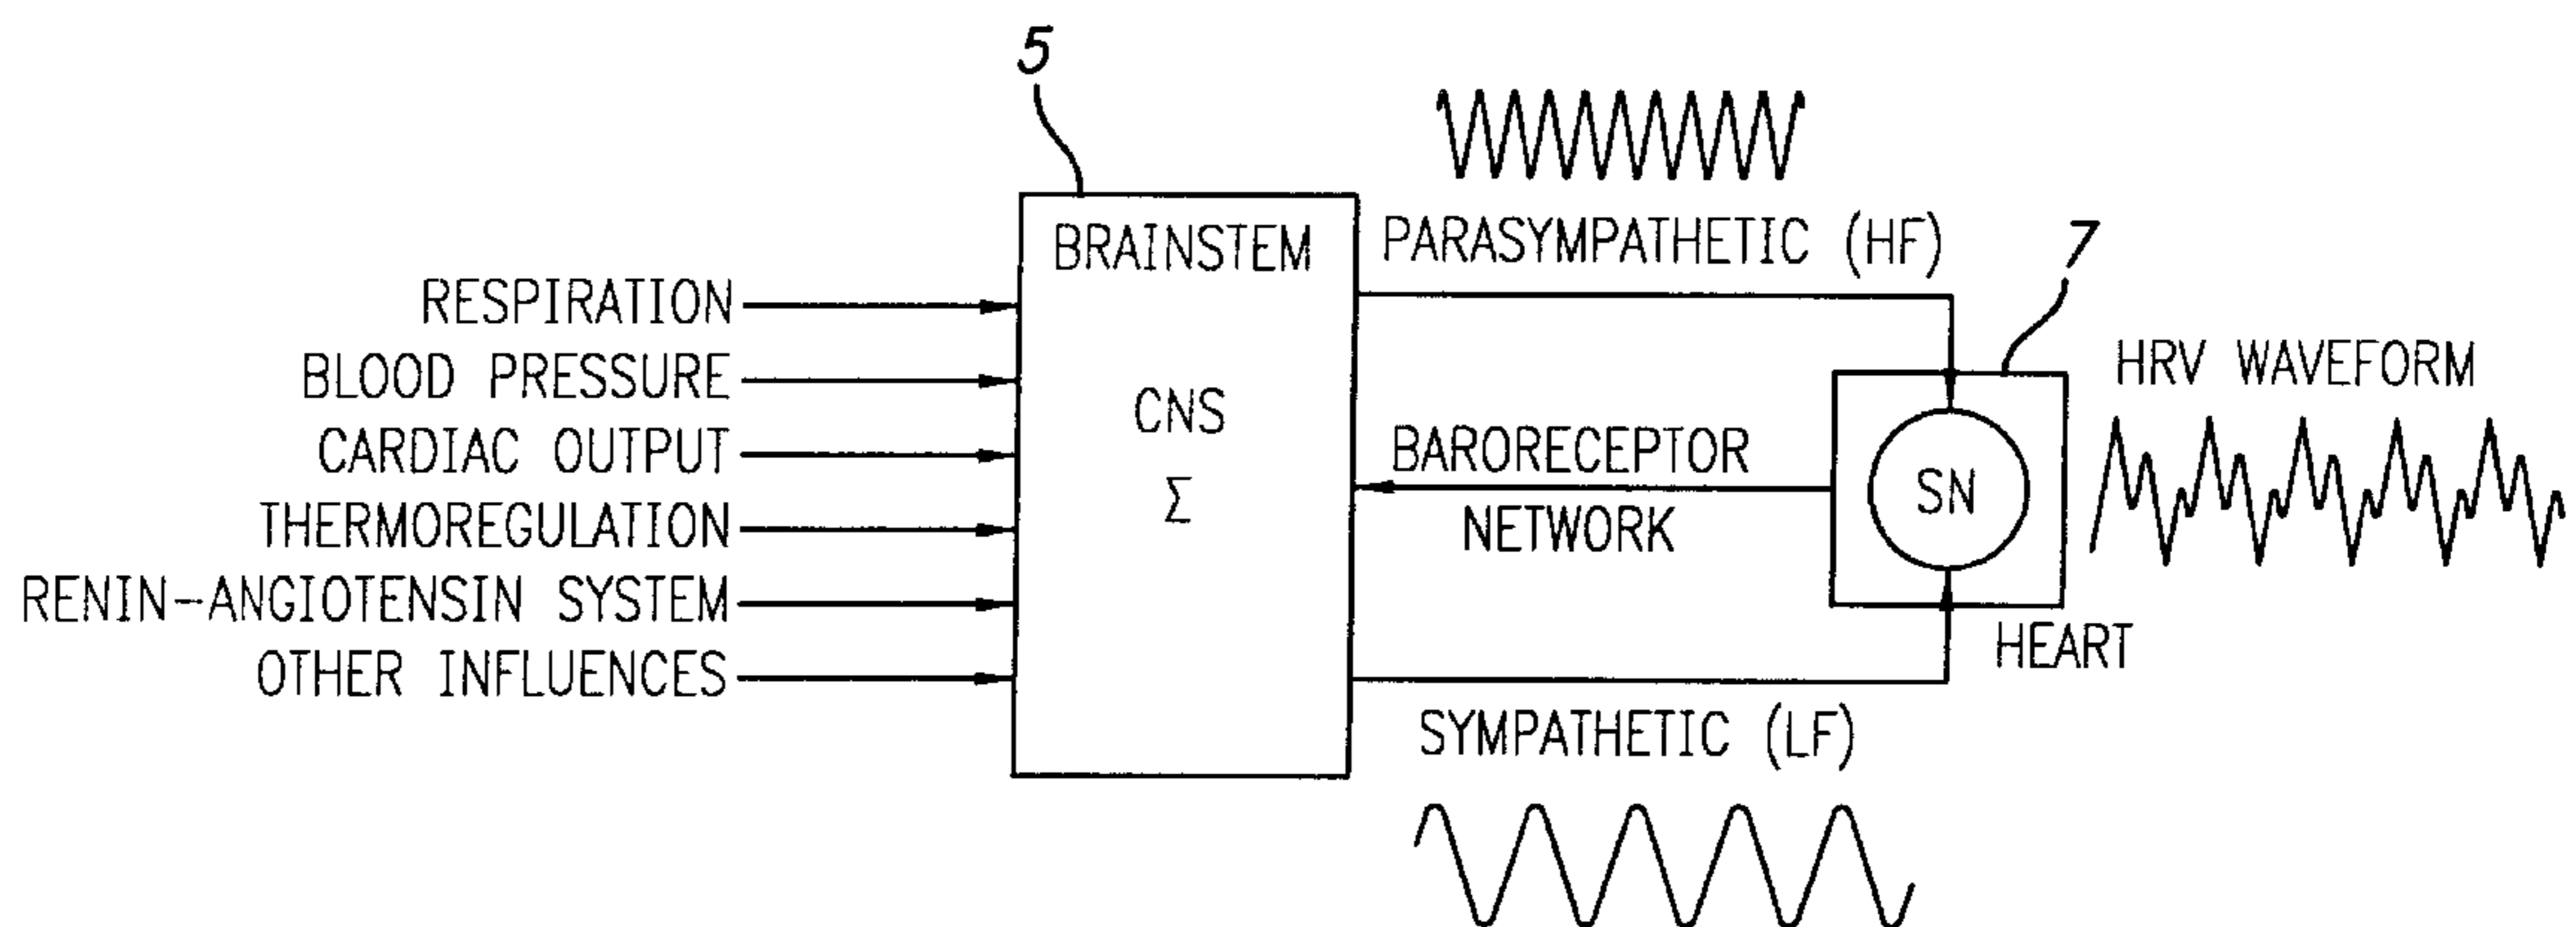 5
BRAINSTEM
CNS
Σ
RESPIRATION
BLOOD PRESSURE
CARDIAC OUTPUT
THERMOREGULATION
RENIN-ANGIOTENSIN SYSTEM
OTHER INFLUENCES
PARASYMPATHETIC (HF)
BARORECEPTOR
NETWORK
SYMPATHETIC (LF)
7
SN
HEART
HRV WAVEFORM